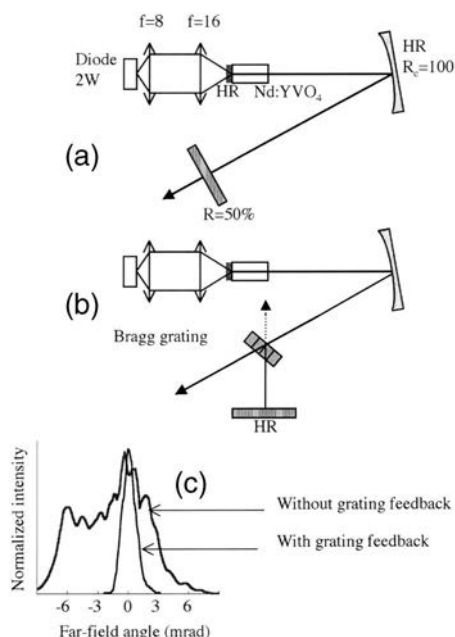 f=8 f=16
Diode
2W
HR Nd:YVO₄
HR
R_c=100
(a)
R=50%
(b)
Bragg grating
HR
(c)
Normalized intensity
Without grating feedback
With grating feedback
-6 -3 0 3 6
Far-field angle (mrad)